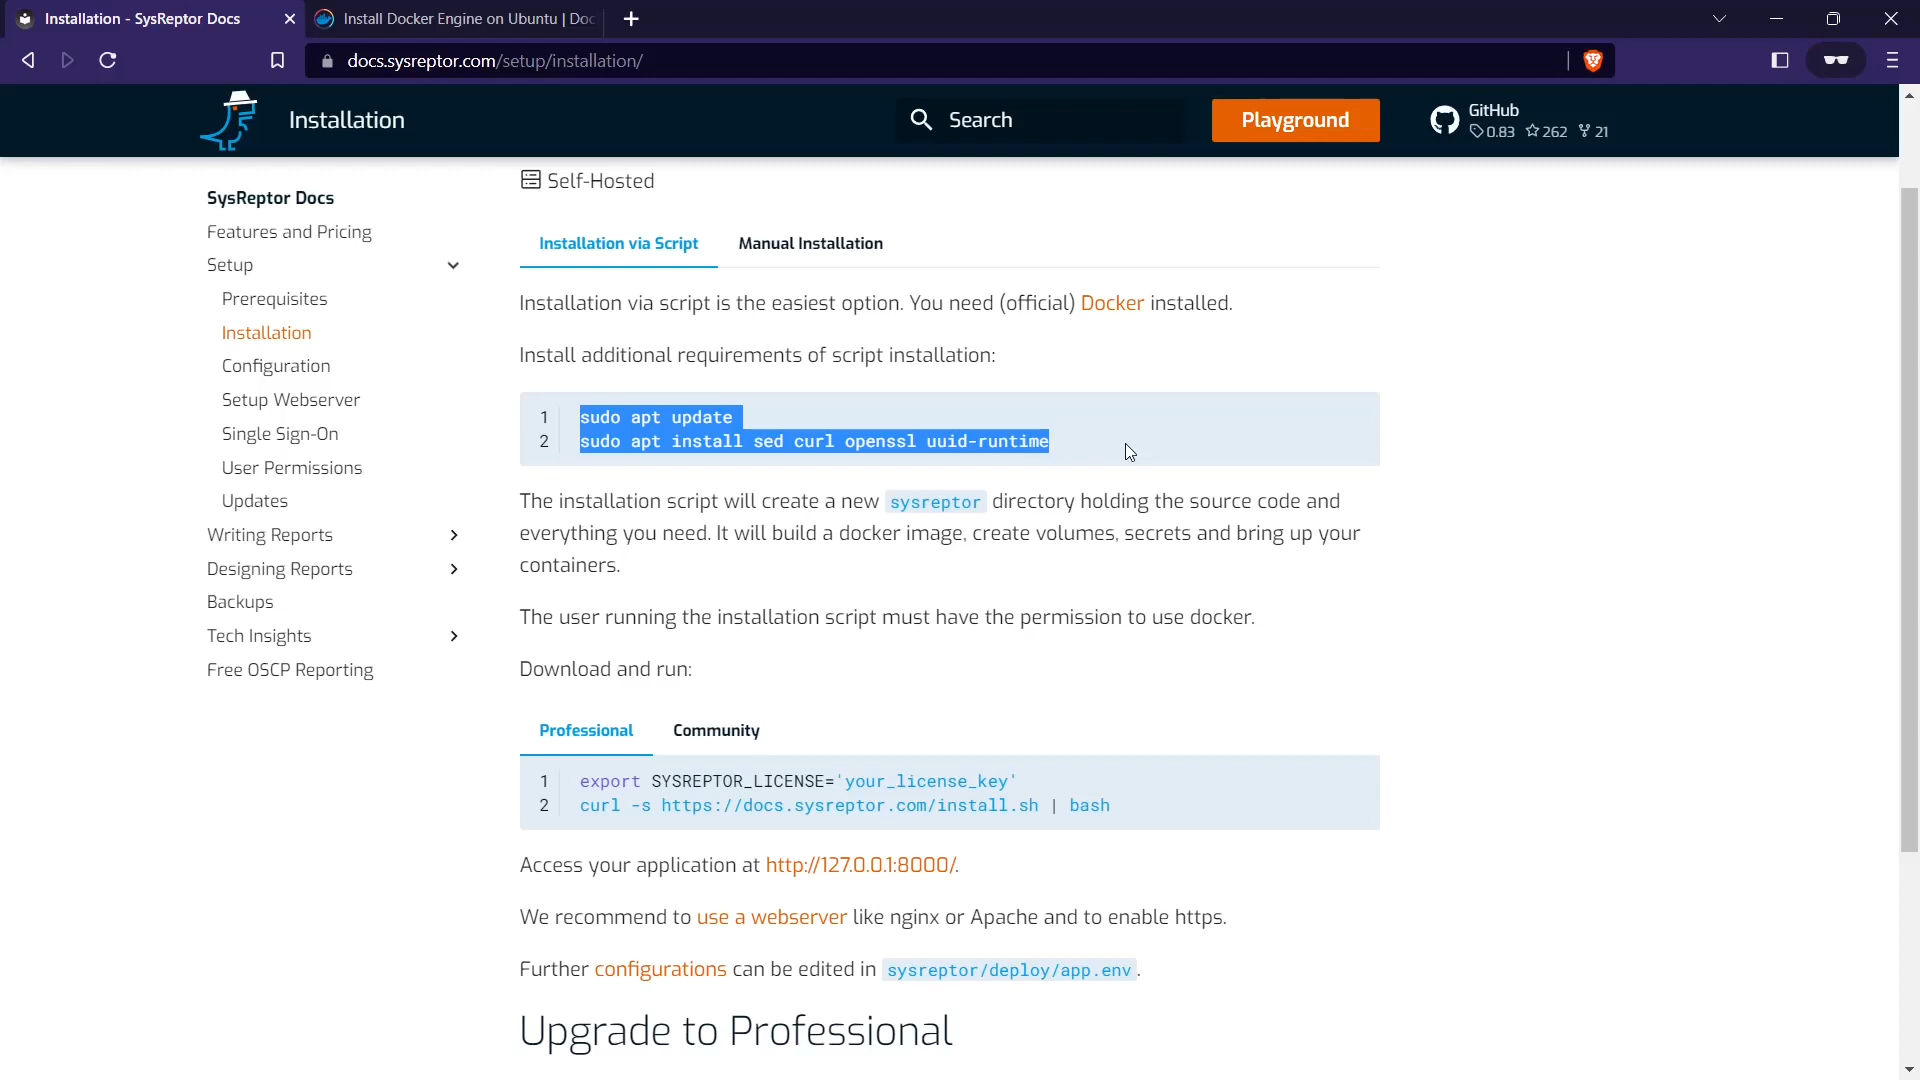 Installation - SysReptor Docs
Install Docker Engine on Ubuntu | Doc
docs.sysreptor.com/setup/installation/
Installation
Search
Playground
GitHub
0.83 262 21
SysReptor Docs
Features and Pricing
Setup
Prerequisites
Installation
Configuration
Setup Webserver
Single Sign-On
User Permissions
Updates
Writing Reports
Designing Reports
Backups
Tech Insights
Free OSCP Reporting
Self-Hosted
Installation via Script Manual Installation
Installation via script is the easiest option. You need (official) Docker installed.
Install additional requirements of script installation:
1 sudo apt update
2 sudo apt install sed curl openssl uuid-runtime
The installation script will create a new sysreptor directory holding the source code and
everything you need. It will build a docker image, create volumes, secrets and bring up your
containers.
The user running the installation script must have the permission to use docker.
Download and run:
Professional Community
1 export SYSREPTOR_LICENSE='your_license_key'
2 curl -s https://docs.sysreptor.com/install.sh | bash
Access your application at http://127.0.0.1:8000/.
We recommend to use a webserver like nginx or Apache and to enable https.
Further configurations can be edited in sysreptor/deploy/app.env.
Upgrade to Professional